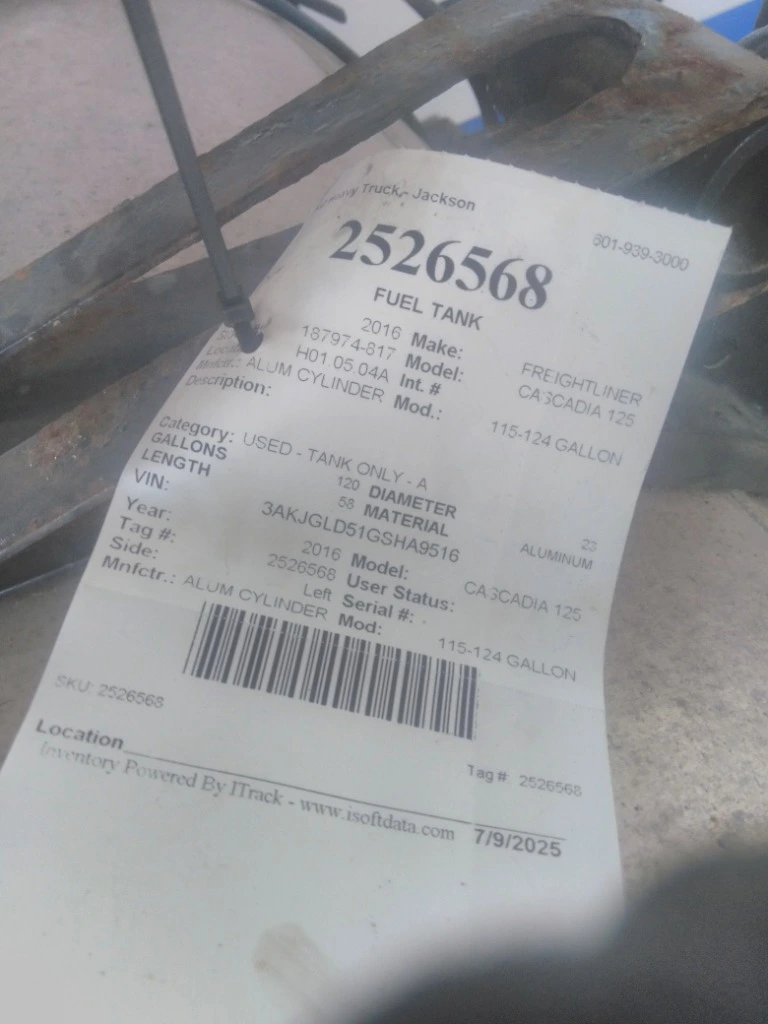 Truck - Jackson
601-939-3000
2526568
FUEL TANK
2016 Make: FREIGHTLINER
187974-817 Model: CASCADIA 125
H01.05.04A Int. #
Mnfctr.: ALUM CYLINDER Mod.: 115-124 GALLON
Description:
Category: USED - TANK ONLY - A
GALLONS 120 DIAMETER 23
LENGTH 58 MATERIAL ALUMINUM
VIN: 3AKJGLD51GSHA9516
Year: 2016 Model: CASCADIA 125
Tag #: 2526568 User Status:
Side: Left Serial #: .
Mnfctr.: ALUM CYLINDER Mod: 115-124 GALLON
SKU: 2526568
Tag # 2526568
Location
Inventory Powered By ITrack - www.isoftdata.com 7/9/2025